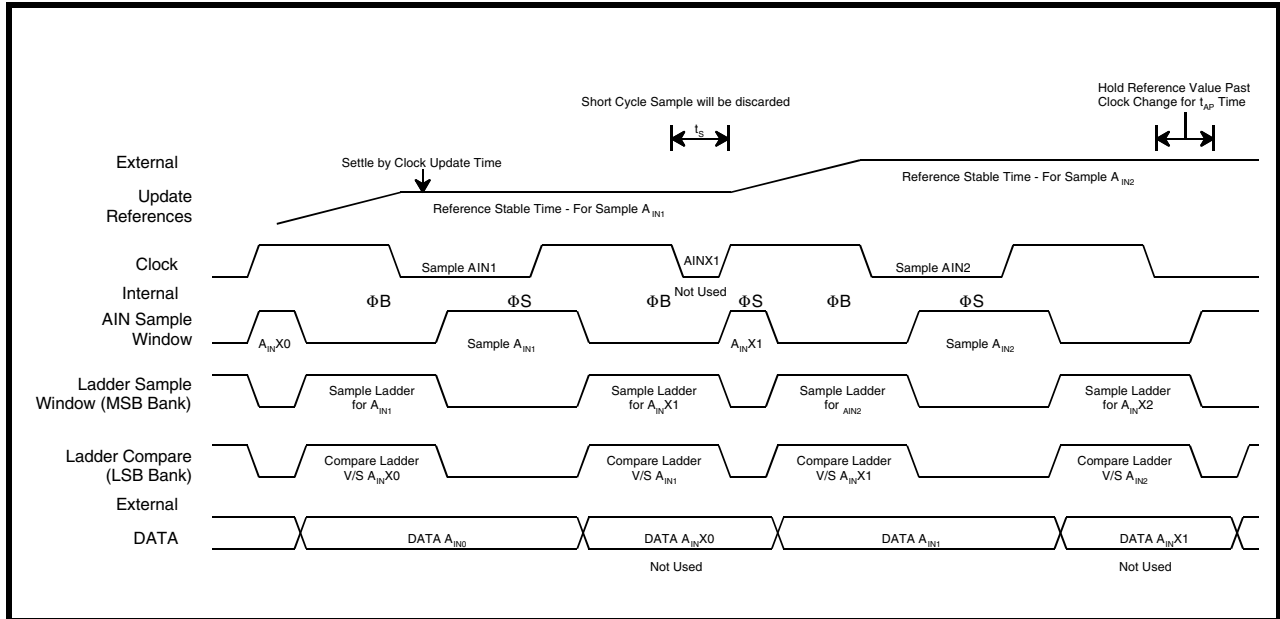 Hold Reference Value Past
Clock Change for tAP Time
Short Cycle Sample will be discarded
tS
External
Settle by Clock Update Time
Update
References
Reference Stable Time - For Sample AIN1
Reference Stable Time - For Sample AIN2
Clock
Sample AIN1
AINX1
Sample AIN2
Internal
Not Used
ΦB
ΦS
ΦB
ΦS
ΦB
ΦS
AIN Sample
Window
AINX0
Sample AIN1
AINX1
Sample AIN2
Ladder Sample
Window (MSB Bank)
Sample Ladder
for AIN1
Sample Ladder
for AINX1
Sample Ladder
for AIN2
Sample Ladder
for AINX2
Ladder Compare
(LSB Bank)
Compare Ladder
V/S AINX0
Compare Ladder
V/S AIN1
Compare Ladder
V/S AINX1
Compare Ladder
V/S AIN2
External
DATA
DATA AIN0
DATA AINX0
DATA AIN1
DATA AINX1
Not Used
Not Used